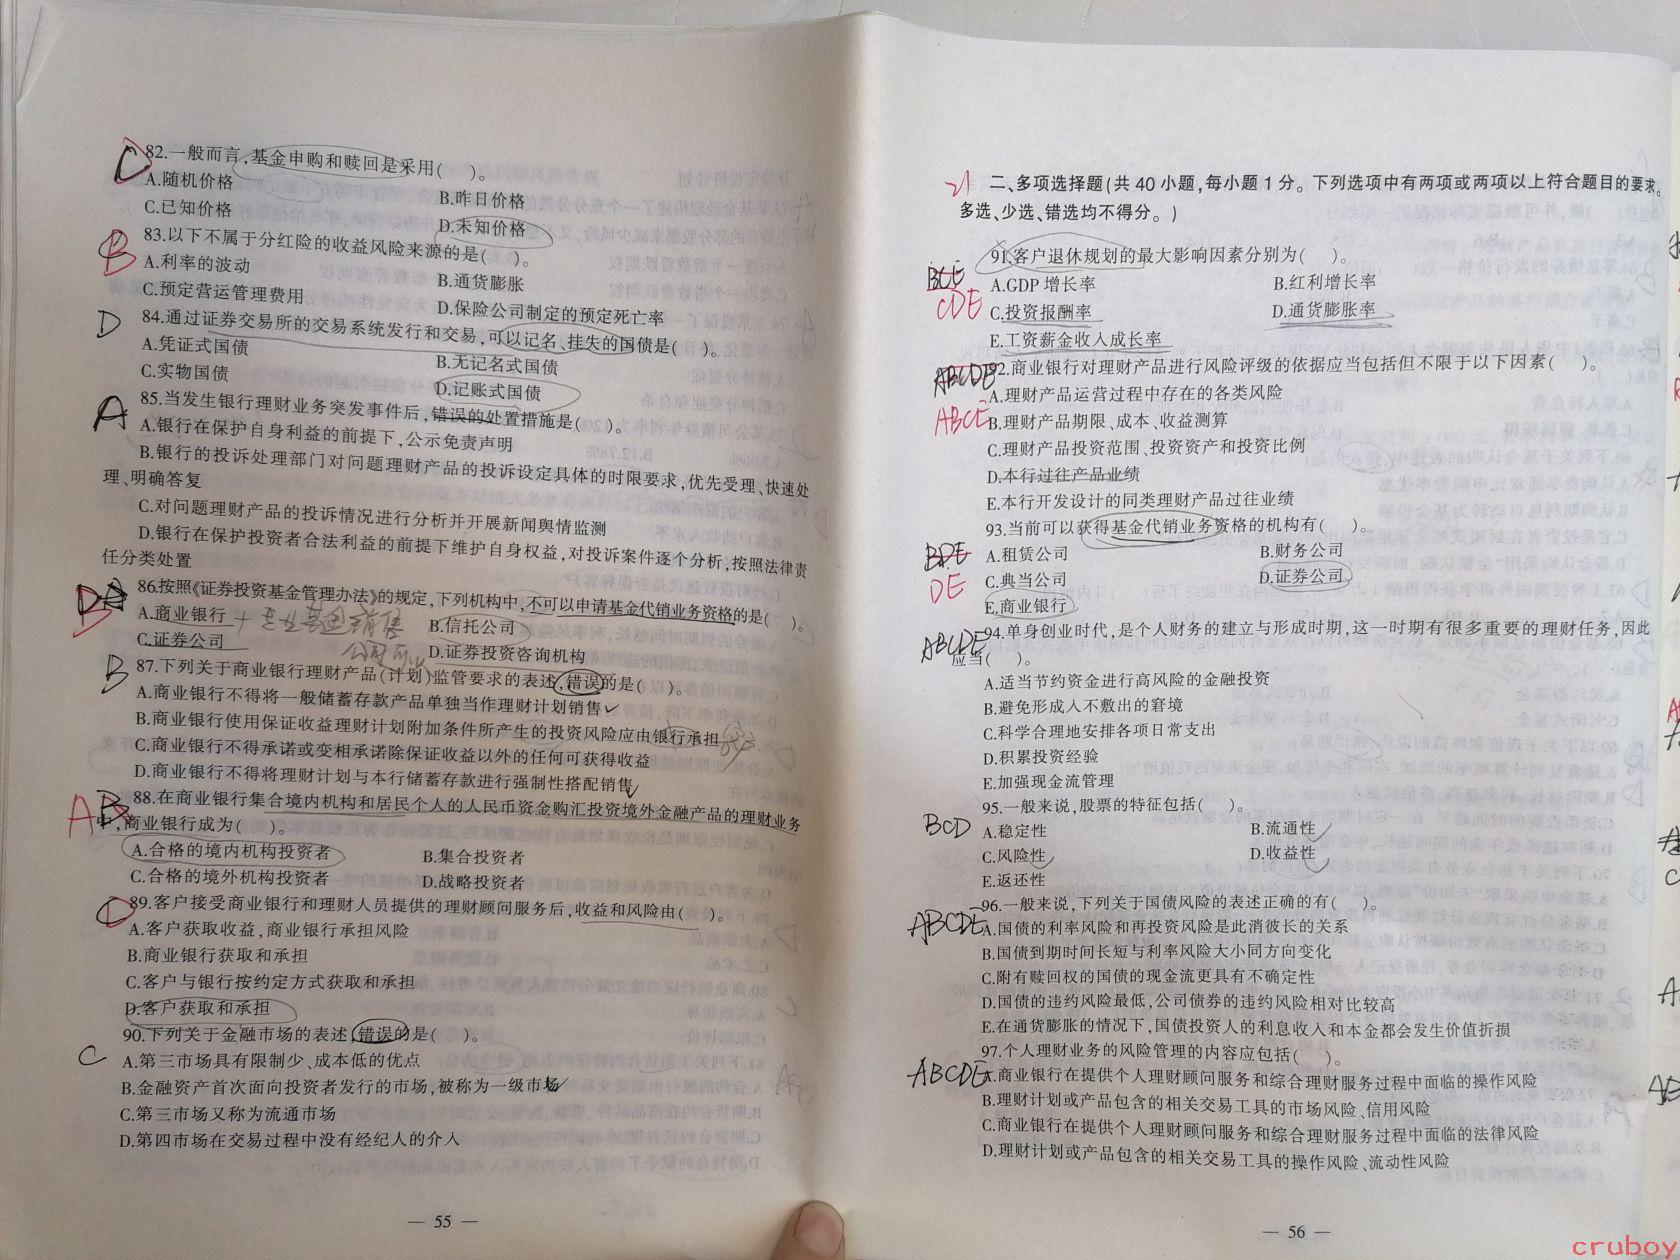 82.一般而言,基金申购和赎回是采用(　　)。
A.随机价格　B.昨日价格
C.已知价格　D.未知价格
B 83.以下不属于分红险的收益风险来源的是(　　)。
A.利率的波动　B.通货膨胀
C.预定营运管理费用　D.保险公司制定的预定死亡率
D 84.通过证券交易所的交易系统发行和交易,可以记名、挂失的国债是(　　)。
A.凭证式国债　B.无记名式国债
C.实物国债　D.记账式国债
A 85.当发生银行理财业务突发事件后,错误的处置措施是(　　)。
A.银行在保护自身利益的前提下,公示免责声明
B.银行的投诉处理部门对问题理财产品的投诉设定具体的时限要求,优先受理、快速处
理、明确答复
C.对问题理财产品的投诉情况进行分析并开展新闻舆情监测
D.银行在保护投资者合法利益的前提下维护自身权益,对投诉案件逐个分析,按照法律责
任分类处置
86.按照《证券投资基金管理办法》的规定,下列机构中,不可以申请基金代销业务资格的是(　　)。
A.商业银行 + 专业基金销售　B.信托公司
C.证券公司　D.证券投资咨询机构
B 87.下列关于商业银行理财产品(计划)监管要求的表述,错误的是(　　)。
A.商业银行不得将一般储蓄存款产品单独当作理财计划销售
B.商业银行使用保证收益理财计划附加条件所产生的投资风险应由银行承担
C.商业银行不得承诺或变相承诺除保证收益以外的任何可获得收益
D.商业银行不得将理财计划与本行储蓄存款进行强制性搭配销售
A B 88.在商业银行集合境内机构和居民个人的人民币资金购汇投资境外金融产品的理财业务
中,商业银行成为(　　)。
A.合格的境内机构投资者　B.集合投资者
C.合格的境外机构投资者　D.战略投资者
89.客户接受商业银行和理财人员提供的理财顾问服务后,收益和风险由(　　)。
A.客户获取收益,商业银行承担风险
B.商业银行获取和承担
C.客户与银行按约定方式获取和承担
D.客户获取和承担
90.下列关于金融市场的表述,错误的是(　　)。
C A.第三市场具有限制少、成本低的优点
B.金融资产首次面向投资者发行的市场,被称为一级市场
C.第三市场又称为流通市场
D.第四市场在交易过程中没有经纪人的介入
— 55 —
21 二、多项选择题(共40小题,每小题1分。下列选项中有两项或两项以上符合题目的要求。
多选、少选、错选均不得分。)
91.客户退休规划的最大影响因素分别为(　　)。
BCE A.GDP增长率　B.红利增长率
CDE C.投资报酬率　D.通货膨胀率
E.工资薪金收入成长率
ABCDE 92.商业银行对理财产品进行风险评级的依据应当包括但不限于以下因素(　　)。
A.理财产品运营过程中存在的各类风险
ABCE B.理财产品期限、成本、收益测算
C.理财产品投资范围、投资资产和投资比例
D.本行过往产品业绩
E.本行开发设计的同类理财产品过往业绩
93.当前可以获得基金代销业务资格的机构有(　　)。
BDE A.租赁公司　B.财务公司
DE C.典当公司　D.证券公司
E.商业银行
ABCDE 94.单身创业时代,是个人财务的建立与形成时期,这一时期有很多重要的理财任务,因此
应当(　　)。
A.适当节约资金进行高风险的金融投资
B.避免形成入不敷出的窘境
C.科学合理地安排各项日常支出
D.积累投资经验
E.加强现金流管理
95.一般来说,股票的特征包括(　　)。
BCD A.稳定性　B.流通性
C.风险性　D.收益性
E.返还性
96.一般来说,下列关于国债风险的表述正确的有(　　)。
ABCDE A.国债的利率风险和再投资风险是此消彼长的关系
B.国债到期时间长短与利率风险大小同方向变化
C.附有赎回权的国债的现金流更具有不确定性
D.国债的违约风险最低,公司债券的违约风险相对比较高
E.在通货膨胀的情况下,国债投资人的利息收入和本金都会发生价值折损
97.个人理财业务的风险管理的内容应包括(　　)。
ABCDE A.商业银行在提供个人理财顾问服务和综合理财服务过程中面临的操作风险
B.理财计划或产品包含的相关交易工具的市场风险、信用风险
C.商业银行在提供个人理财顾问服务和综合理财服务过程中面临的法律风险
D.理财计划或产品包含的相关交易工具的操作风险、流动性风险
— 56 —
cruboy